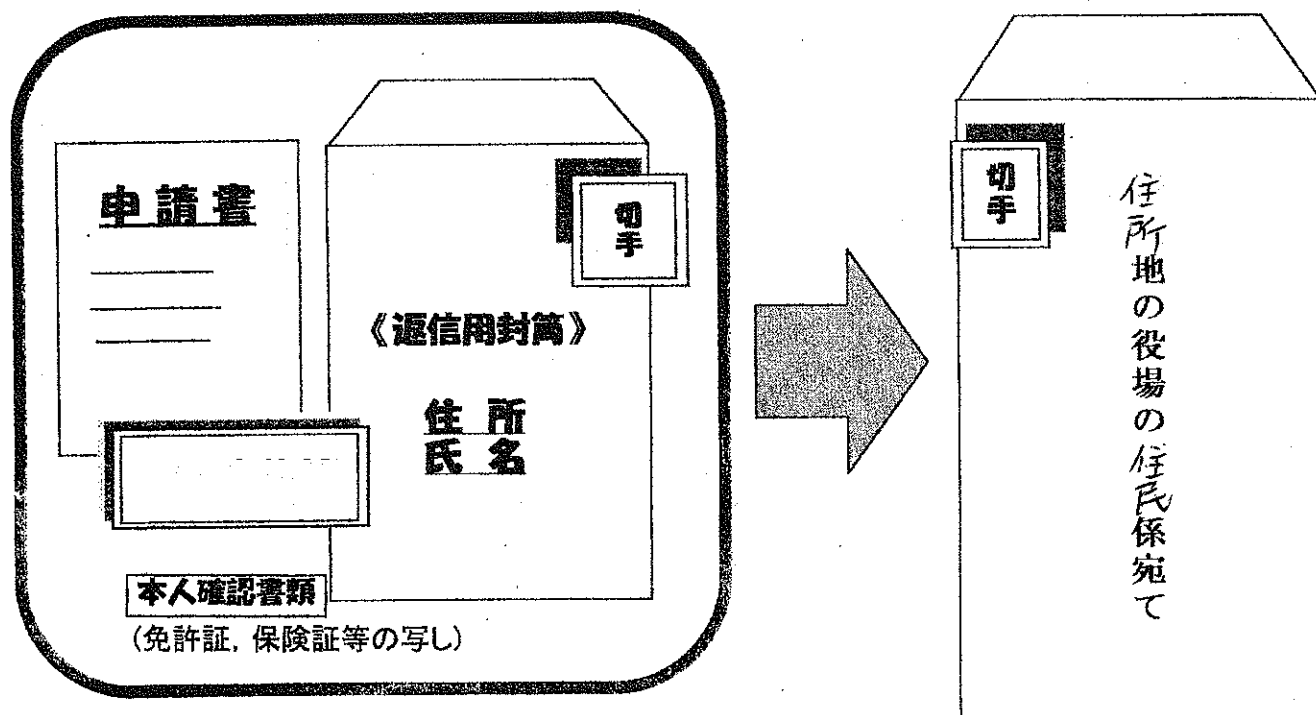 申請書
切手
《返信用封筒》
住所
氏名
本人確認書類
(免許証, 保険証等の写し)
切手
住所地の役場の住民係宛て